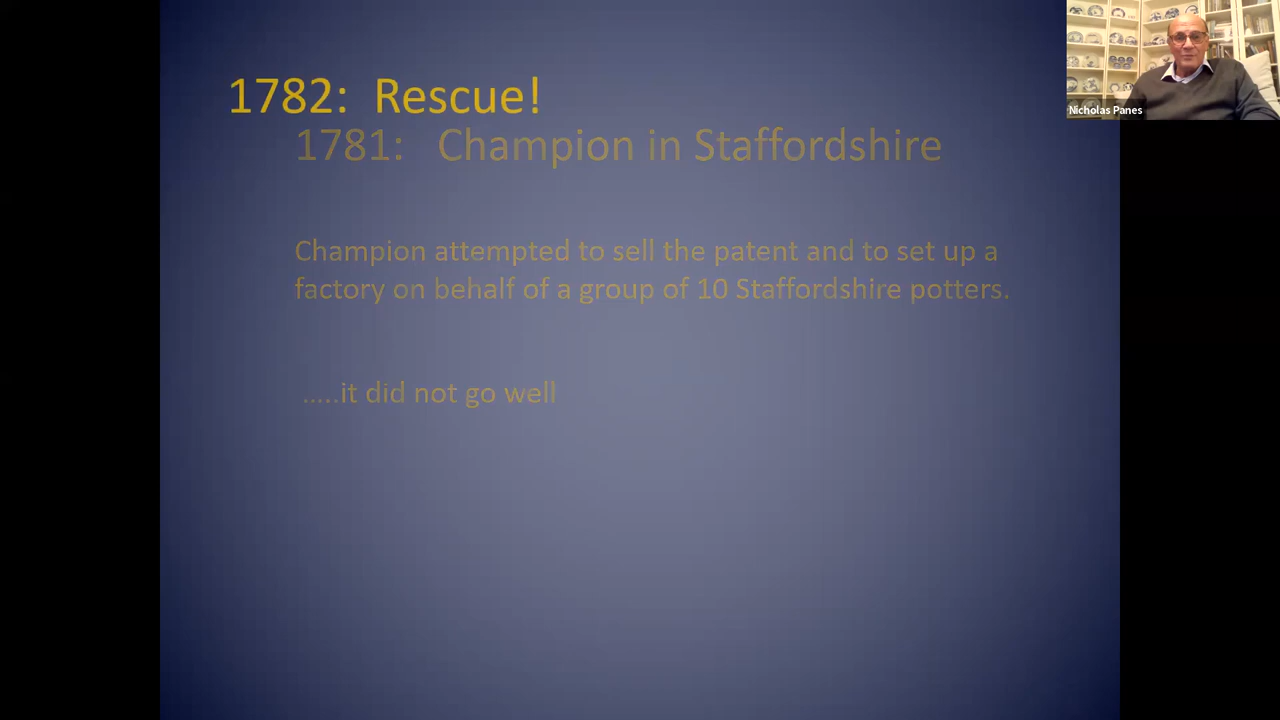 1782: Rescue!
1781: Champion in Staffordshire
Champion attempted to sell the patent and to set up a
factory on behalf of a group of 10 Staffordshire potters.
.....it did not go well
Nicholas Panes